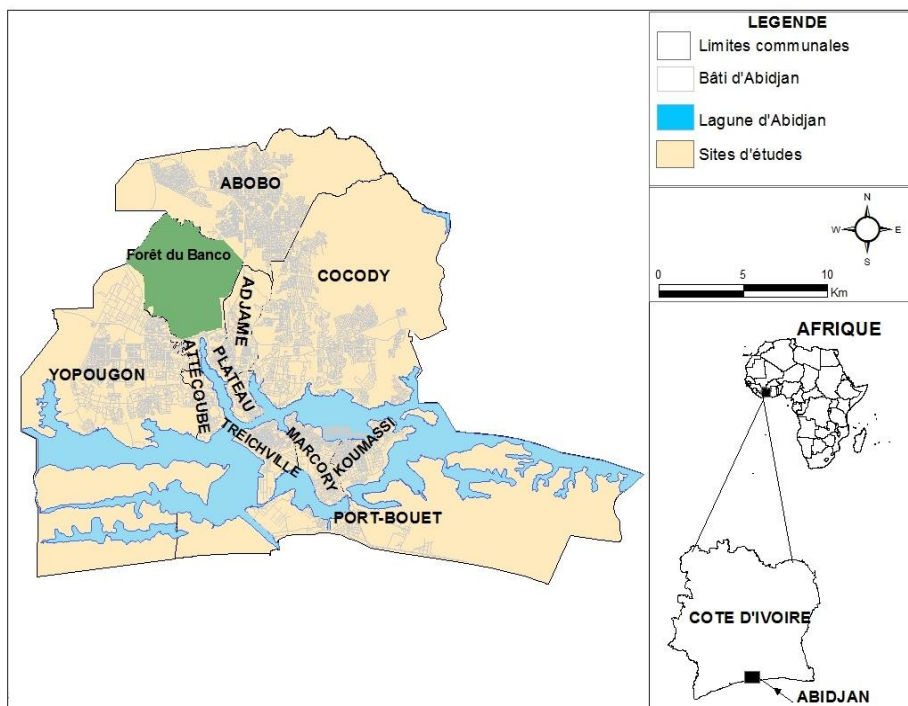 ABOBO
Forêt du Banco
COCODY
ADJAME
YOPOUGON
ATTECOUBE
PLATEAU
TREICHVILLE
MARCORY
KOUMASSI
PORT-BOUET
LEGENDE
Limites communales
Bâti d'Abidjan
Lagune d'Abidjan
Sites d'études
N
W
E
S
0 5 10
Km
AFRIQUE
COTE D'IVOIRE
ABIDJAN